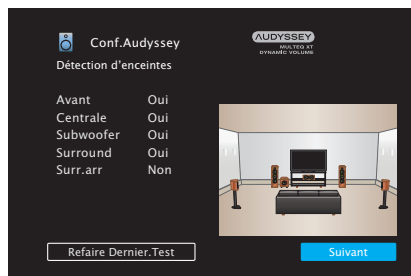 Conf.Audyssey
AUDYSSEY
MULTEQ XT
DYNAMIC VOLUME
Détection d'enceintes
Avant Oui
Centrale Oui
Subwoofer Oui
Surround Oui
Surr.arr Non
Refaire Dernier.Test
Suivant